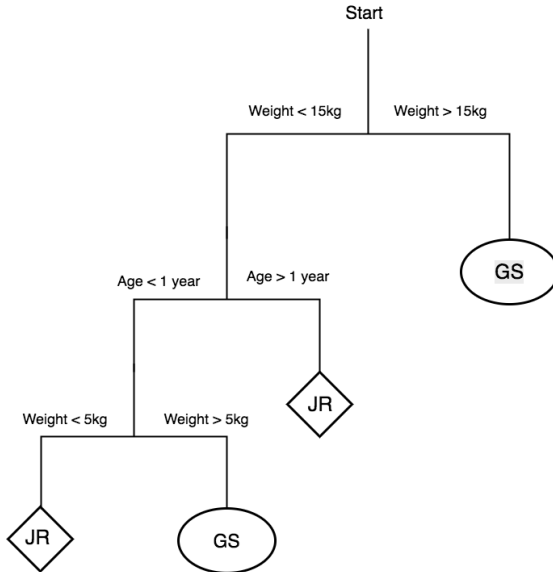 Start
Weight < 15kg
Weight > 15kg
GS
Age < 1 year
Age > 1 year
JR
Weight < 5kg
Weight > 5kg
JR
GS